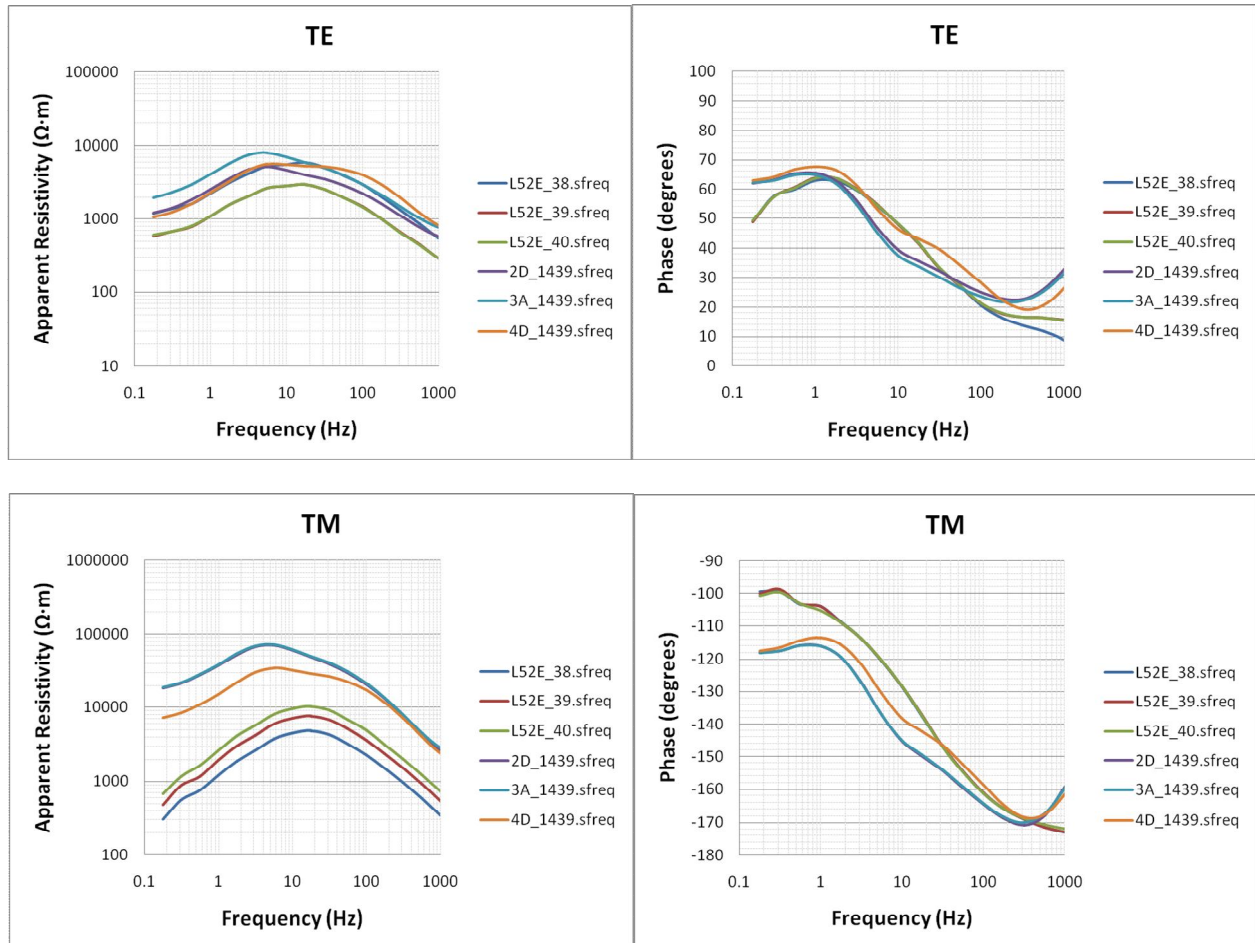 TE
Apparent Resistivity (Ω·m)
100000
10000
1000
100
10
0.1 1 10 100 1000
Frequency (Hz)
L52E_38.sfreq
L52E_39.sfreq
L52E_40.sfreq
2D_1439.sfreq
3A_1439.sfreq
4D_1439.sfreq
TE
Phase (degrees)
100
90
80
70
60
50
40
30
20
10
0
0.1 1 10 100 1000
Frequency (Hz)
L52E_38.sfreq
L52E_39.sfreq
L52E_40.sfreq
2D_1439.sfreq
3A_1439.sfreq
4D_1439.sfreq
TM
Apparent Resistivity (Ω·m)
1000000
100000
10000
1000
100
0.1 1 10 100 1000
Frequency (Hz)
L52E_38.sfreq
L52E_39.sfreq
L52E_40.sfreq
2D_1439.sfreq
3A_1439.sfreq
4D_1439.sfreq
TM
Phase (degrees)
-90
-100
-110
-120
-130
-140
-150
-160
-170
-180
0.1 1 10 100 1000
Frequency (Hz)
L52E_38.sfreq
L52E_39.sfreq
L52E_40.sfreq
2D_1439.sfreq
3A_1439.sfreq
4D_1439.sfreq